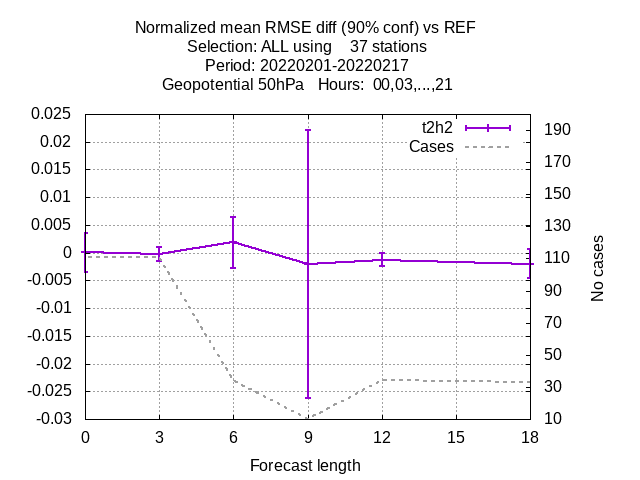 Normalized mean RMSE diff (90% conf) vs REF
Selection: ALL using    37 stations
Period: 20220201-20220217
Geopotential 50hPa   Hours:  00,03,...,21
t2h2
Cases
0.025
0.02
0.015
0.01
0.005
0
-0.005
-0.01
-0.015
-0.02
-0.025
-0.03
190
170
150
130
110
90
70
50
30
10
No cases
0 3 6 9 12 15 18
Forecast length